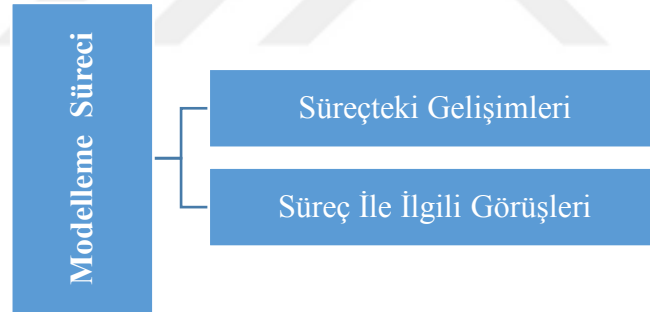 Modelleme Süreci
Süreçteki Gelişimleri
Süreç İle İlgili Görüşleri